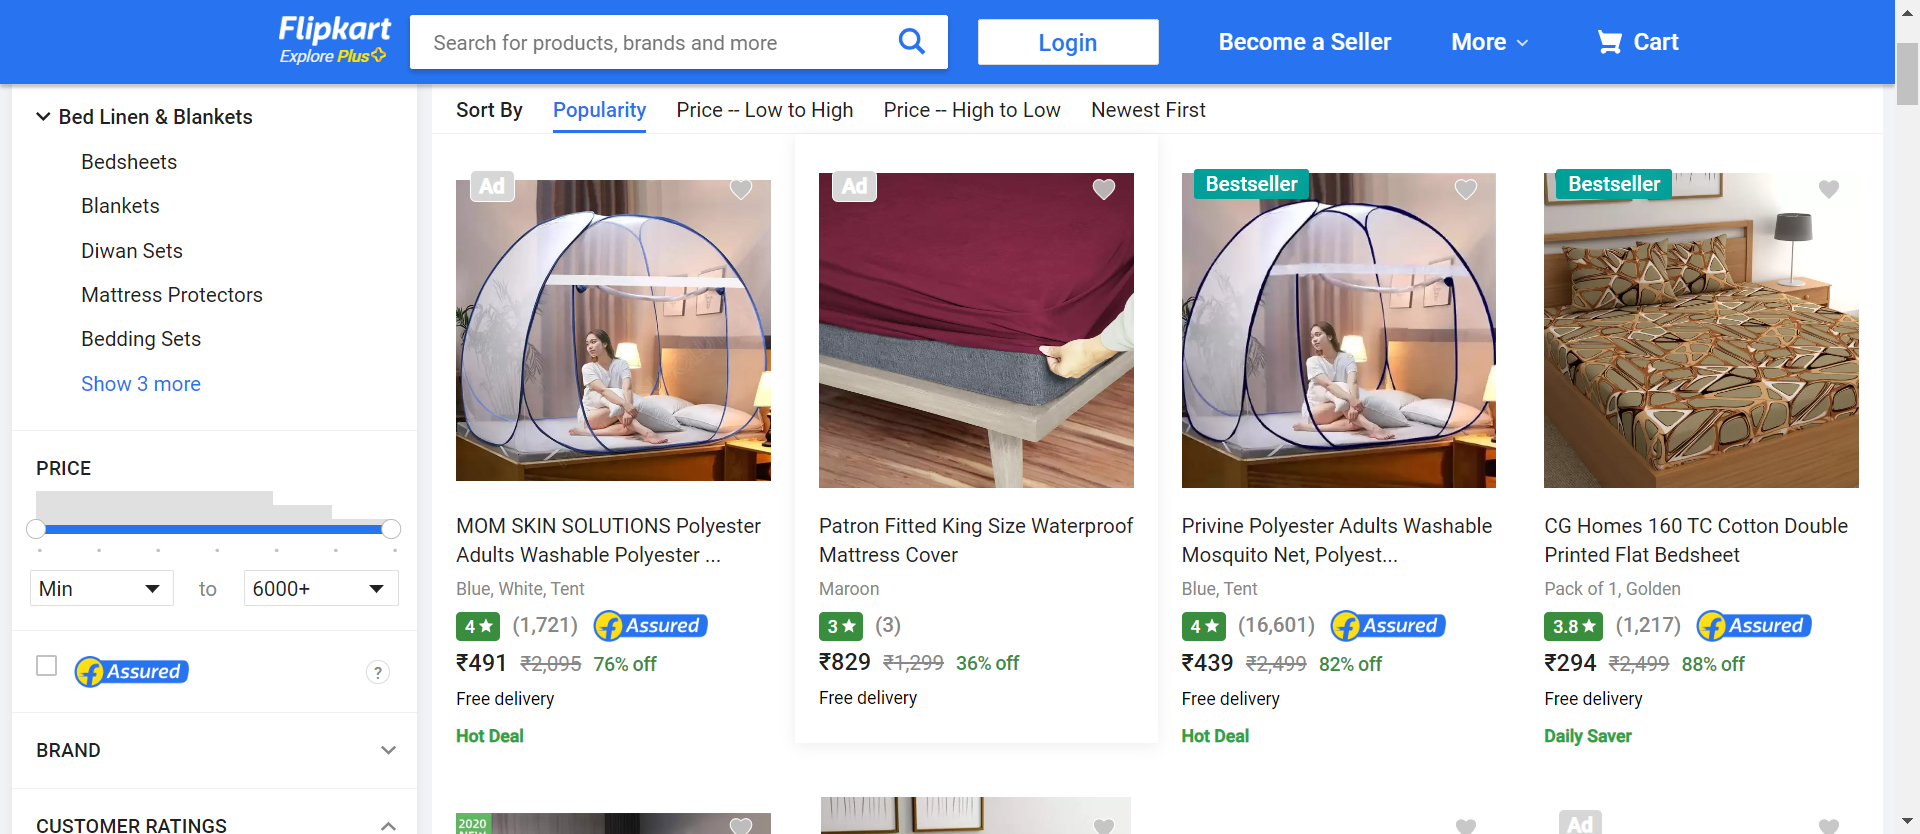 Flipkart
Explore Plus
Search for products, brands and more
Login
Become a Seller
More
Cart
Bed Linen & Blankets
Bedsheets
Blankets
Diwan Sets
Mattress Protectors
Bedding Sets
Show 3 more
PRICE
Min
to
6000+
Assured
?
BRAND
CUSTOMER RATINGS
Sort By
Popularity
Price -- Low to High
Price -- High to Low
Newest First
Ad
MOM SKIN SOLUTIONS Polyester
Adults Washable Polyester ...
Blue, White, Tent
4★ (1,721) Assured
₹491 ₹2,095 76% off
Free delivery
Hot Deal
Ad
Patron Fitted King Size Waterproof
Mattress Cover
Maroon
3★ (3)
₹829 ₹1,299 36% off
Free delivery
Bestseller
Privine Polyester Adults Washable
Mosquito Net, Polyest...
Blue, Tent
4★ (16,601) Assured
₹439 ₹2,499 82% off
Free delivery
Hot Deal
Bestseller
CG Homes 160 TC Cotton Double
Printed Flat Bedsheet
Pack of 1, Golden
3.8★ (1,217) Assured
₹294 ₹2,499 88% off
Free delivery
Daily Saver
2020
Ad